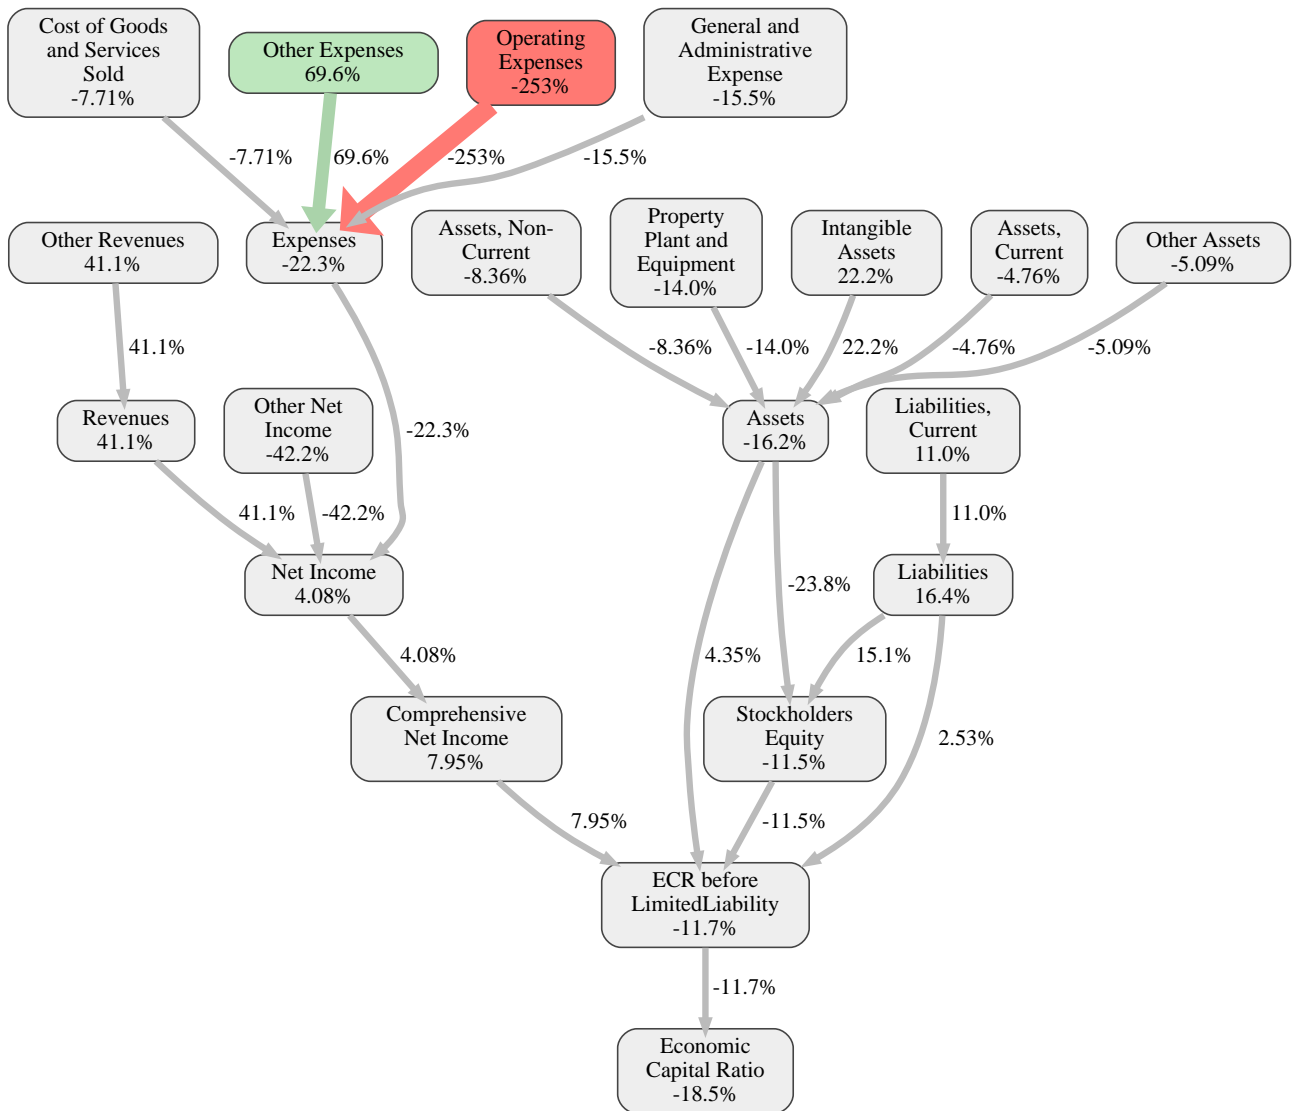 Cost of Goods
and Services
Sold
-7.71%
Other Expenses
69.6%
Operating
Expenses
-253%
General and
Administrative
Expense
-15.5%
-7.71%
69.6%
-253%
-15.5%
Other Revenues
41.1%
Expenses
-22.3%
Assets, Non-
Current
-8.36%
Property
Plant and
Equipment
-14.0%
Intangible
Assets
22.2%
Assets,
Current
-4.76%
Other Assets
-5.09%
41.1%
-8.36%
-14.0%
22.2%
-4.76%
-5.09%
Revenues
41.1%
Other Net
Income
-42.2%
-22.3%
Assets
-16.2%
Liabilities,
Current
11.0%
41.1%
-42.2%
11.0%
Net Income
4.08%
-23.8%
Liabilities
16.4%
4.08%
4.35%
15.1%
Comprehensive
Net Income
7.95%
Stockholders
Equity
-11.5%
2.53%
7.95%
-11.5%
ECR before
LimitedLiability
-11.7%
-11.7%
Economic
Capital Ratio
-18.5%